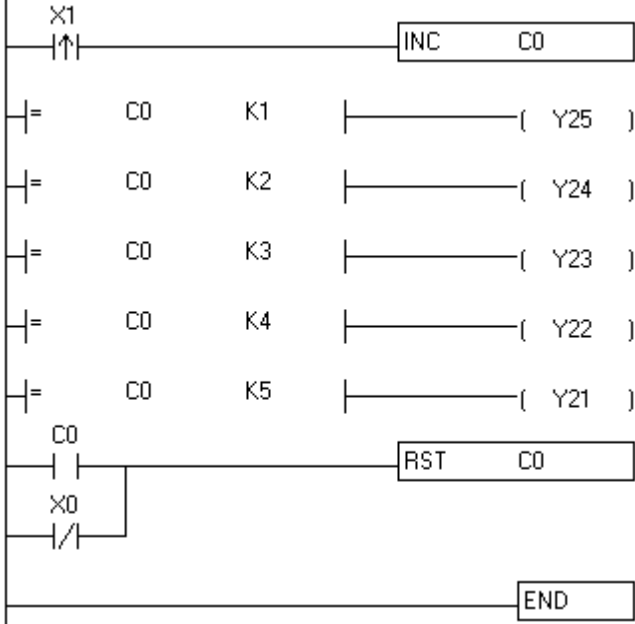 X1
INC C0
= C0 K1 ( Y25 )
= C0 K2 ( Y24 )
= C0 K3 ( Y23 )
= C0 K4 ( Y22 )
= C0 K5 ( Y21 )
C0
RST C0
X0
END